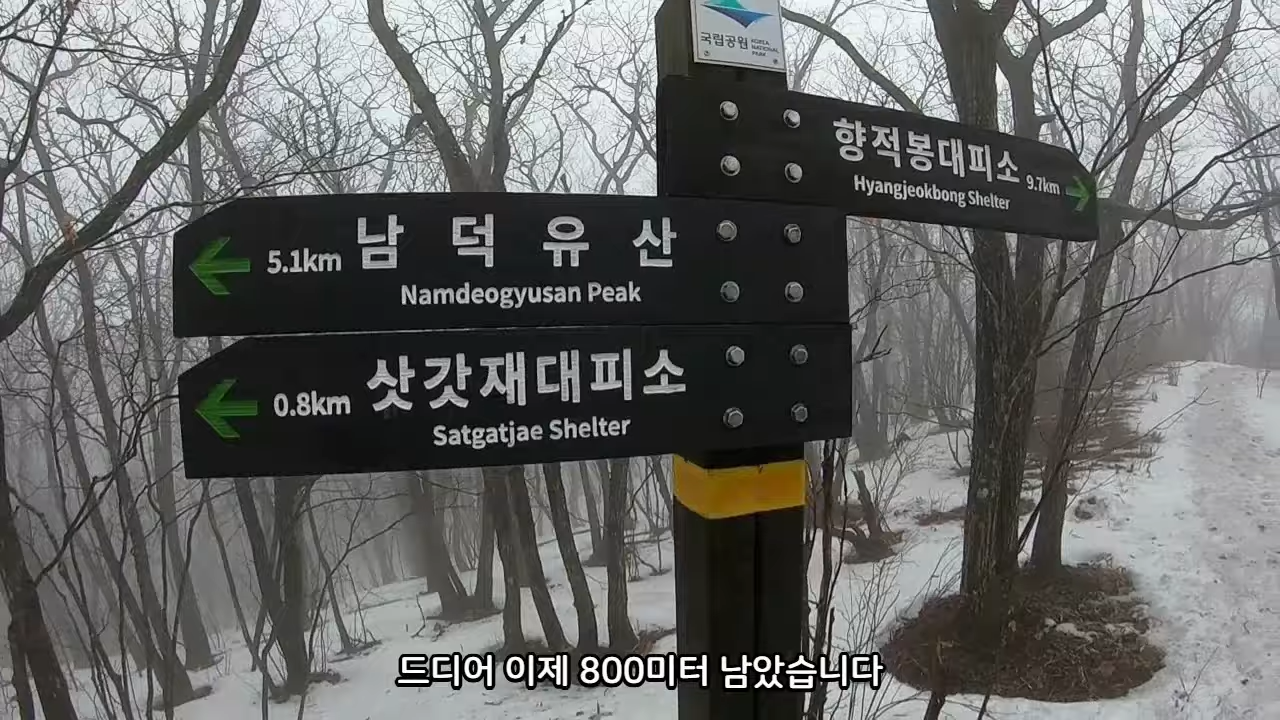 국립공원
KOREA
NATIONAL
PARK
향적봉대피소 9.7km
Hyangjeokbong Shelter
5.1km 남 덕 유 산
Namdeogyusan Peak
0.8km 삿갓재대피소
Satgatjae Shelter
드디어 이제 800미터 남았습니다